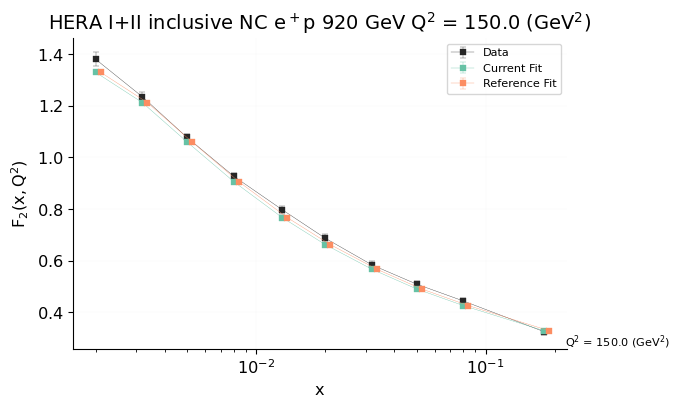 HERA I+II inclusive NC e⁺p 920 GeV Q² = 150.0 (GeV²)
Data
Current Fit
Reference Fit
F₂(x, Q²)
1.4
1.2
1.0
0.8
0.6
0.4
Q² = 150.0 (GeV²)
10⁻²
10⁻¹
x